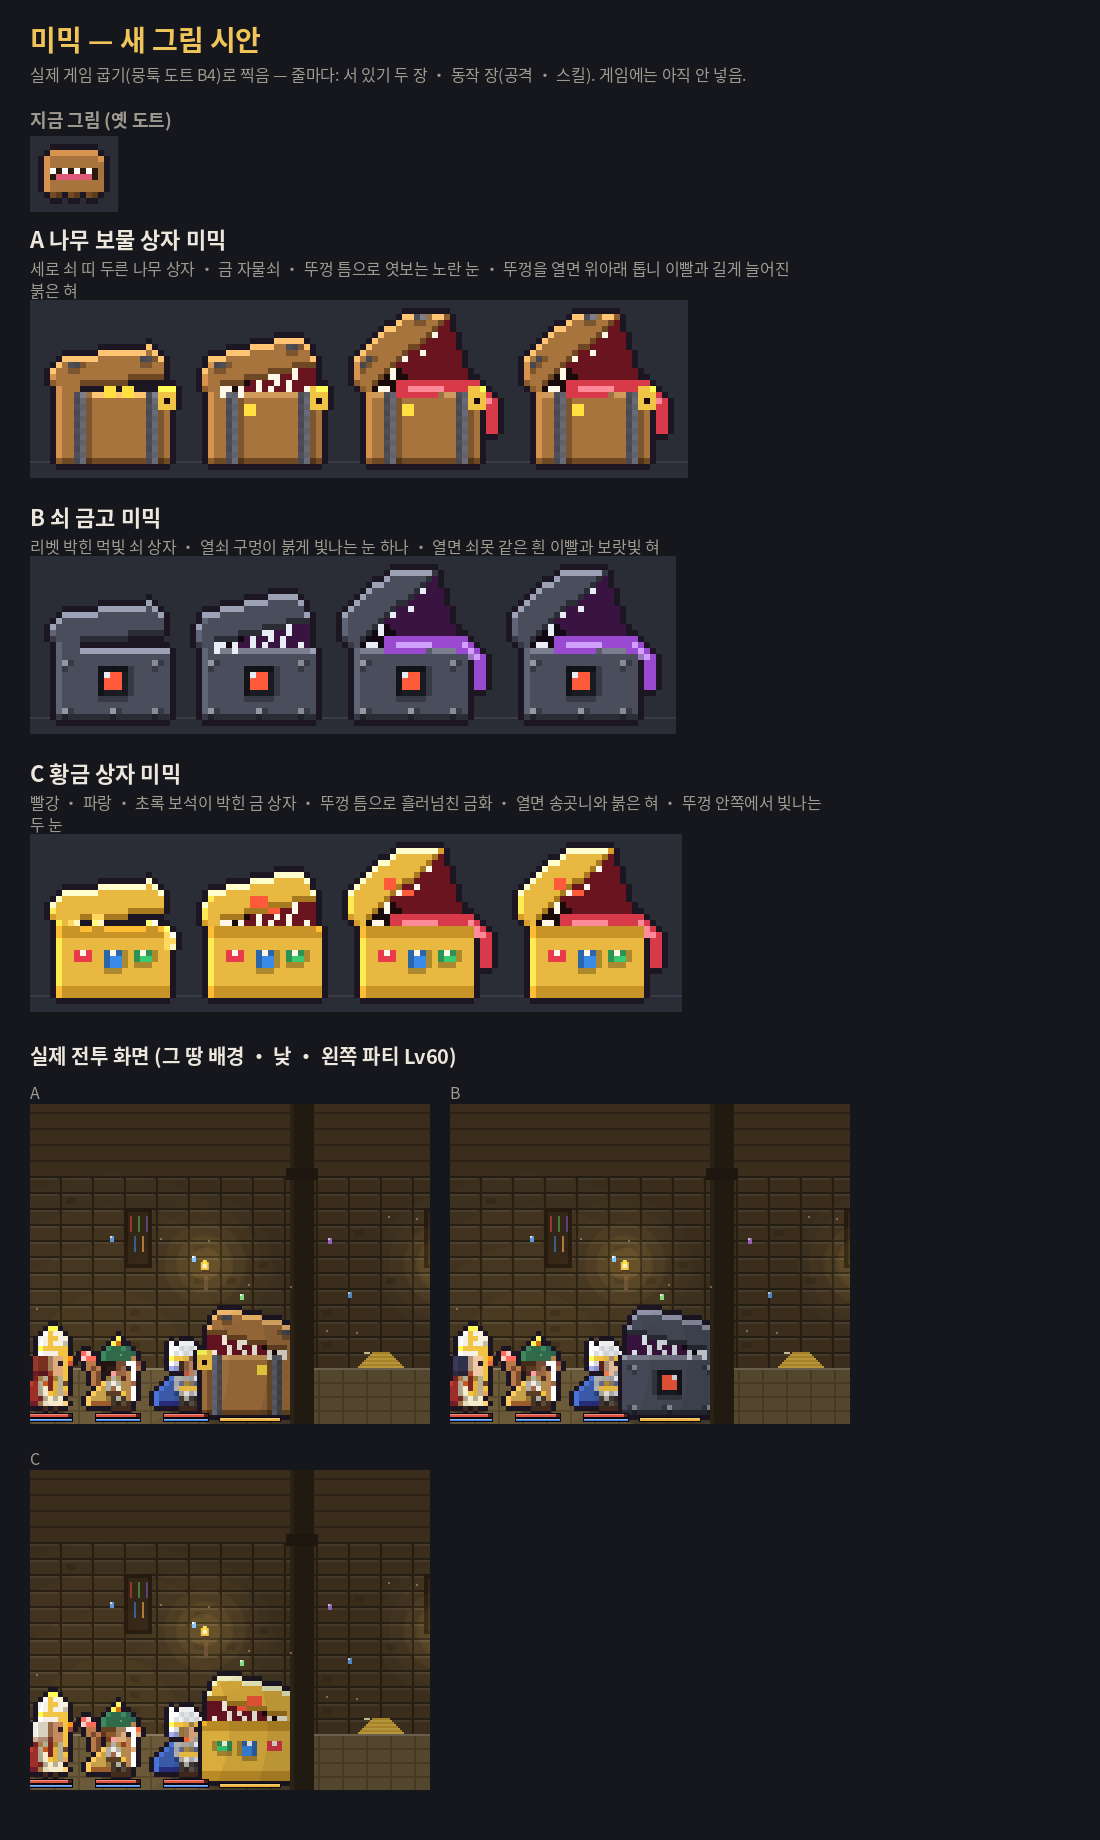 미믹 — 새 그림 시안
실제 게임 굽기(뭉툭 도트 B4)로 찍음 — 줄마다: 서 있기 두 장 · 동작 장(공격 · 스킬). 게임에는 아직 안 넣음.
지금 그림 (옛 도트)
A 나무 보물 상자 미믹
세로 쇠 띠 두른 나무 상자 · 금 자물쇠 · 뚜껑 틈으로 엿보는 노란 눈 · 뚜껑을 열면 위아래 톱니 이빨과 길게 늘어진
붉은 혀
B 쇠 금고 미믹
리벳 박힌 먹빛 쇠 상자 · 열쇠 구멍이 붉게 빛나는 눈 하나 · 열면 쇠못 같은 흰 이빨과 보랏빛 혀
C 황금 상자 미믹
빨강 · 파랑 · 초록 보석이 박힌 금 상자 · 뚜껑 틈으로 흘러넘친 금화 · 열면 송곳니와 붉은 혀 · 뚜껑 안쪽에서 빛나는
두 눈
실제 전투 화면 (그 땅 배경 · 낮 · 왼쪽 파티 Lv60)
A
B
C